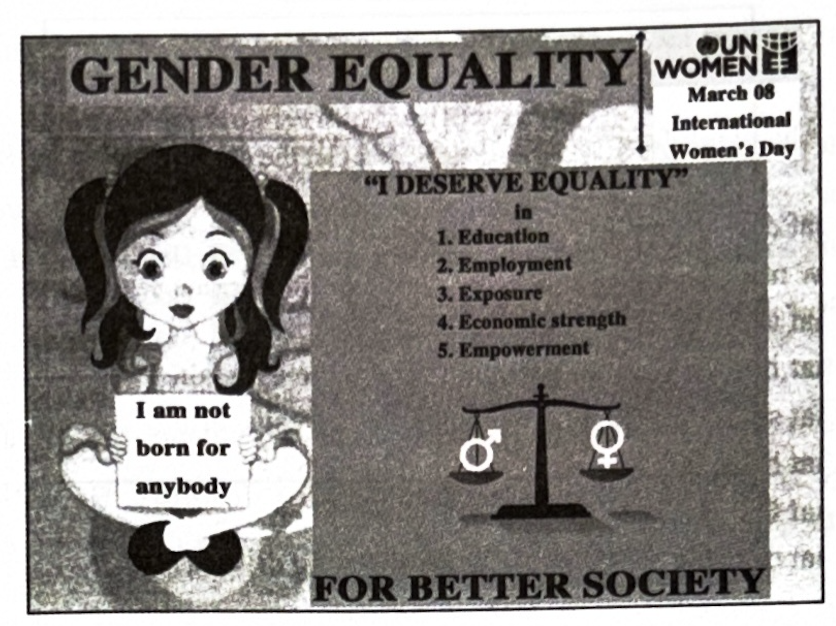 GENDER EQUALITY
UN
WOMEN
March 08
International
Women's Day
"I DESERVE EQUALITY"
in
1. Education
2. Employment
3. Exposure
4. Economic strength
5. Empowerment
I am not
born for
anybody
FOR BETTER SOCIETY